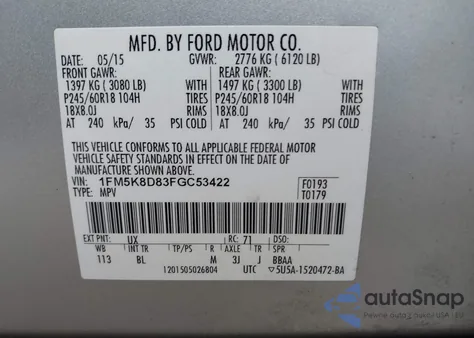 MFD. BY FORD MOTOR CO.
DATE: 05/15 GVWR: 2776 KG ( 6120 LB)
FRONT GAWR: REAR GAWR:
1397 KG ( 3080 LB) WITH 1497 KG ( 3300 LB) WITH
P245/60R18 104H TIRES P245/60R18 104H TIRES
18X8.0J RIMS 18X8.0J RIMS
AT 240 kPa/ 35 PSI COLD AT 240 kPa/ 35 PSI COLD
THIS VEHICLE CONFORMS TO ALL APPLICABLE FEDERAL MOTOR
VEHICLE SAFETY AND THEFT PREVENTION STANDARDS IN EFFECT ON THE DATE OF
MANUFACTURE SHOWN ABOVE.
VIN: 1FM5K8D83FGC53422 F0193
TYPE: MPV T0179
EXT PNT: UX RC: 71 DSO:
WB INT TR TP/PS R AXLE TR SPR
113 BL M 3J J BBAA
1201505026804 UTC ▽5U5A-1520472-BA
autoSnap